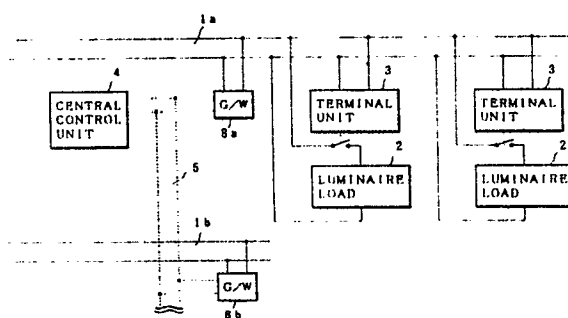 1a
4
CENTRAL
CONTROL
UNIT
G/W
8a
3
TERMINAL
UNIT
2
LUMINAIRE
LOAD
3
TERMINAL
UNIT
2
LUMINAIRE
LOAD
5
1b
G/W
8b